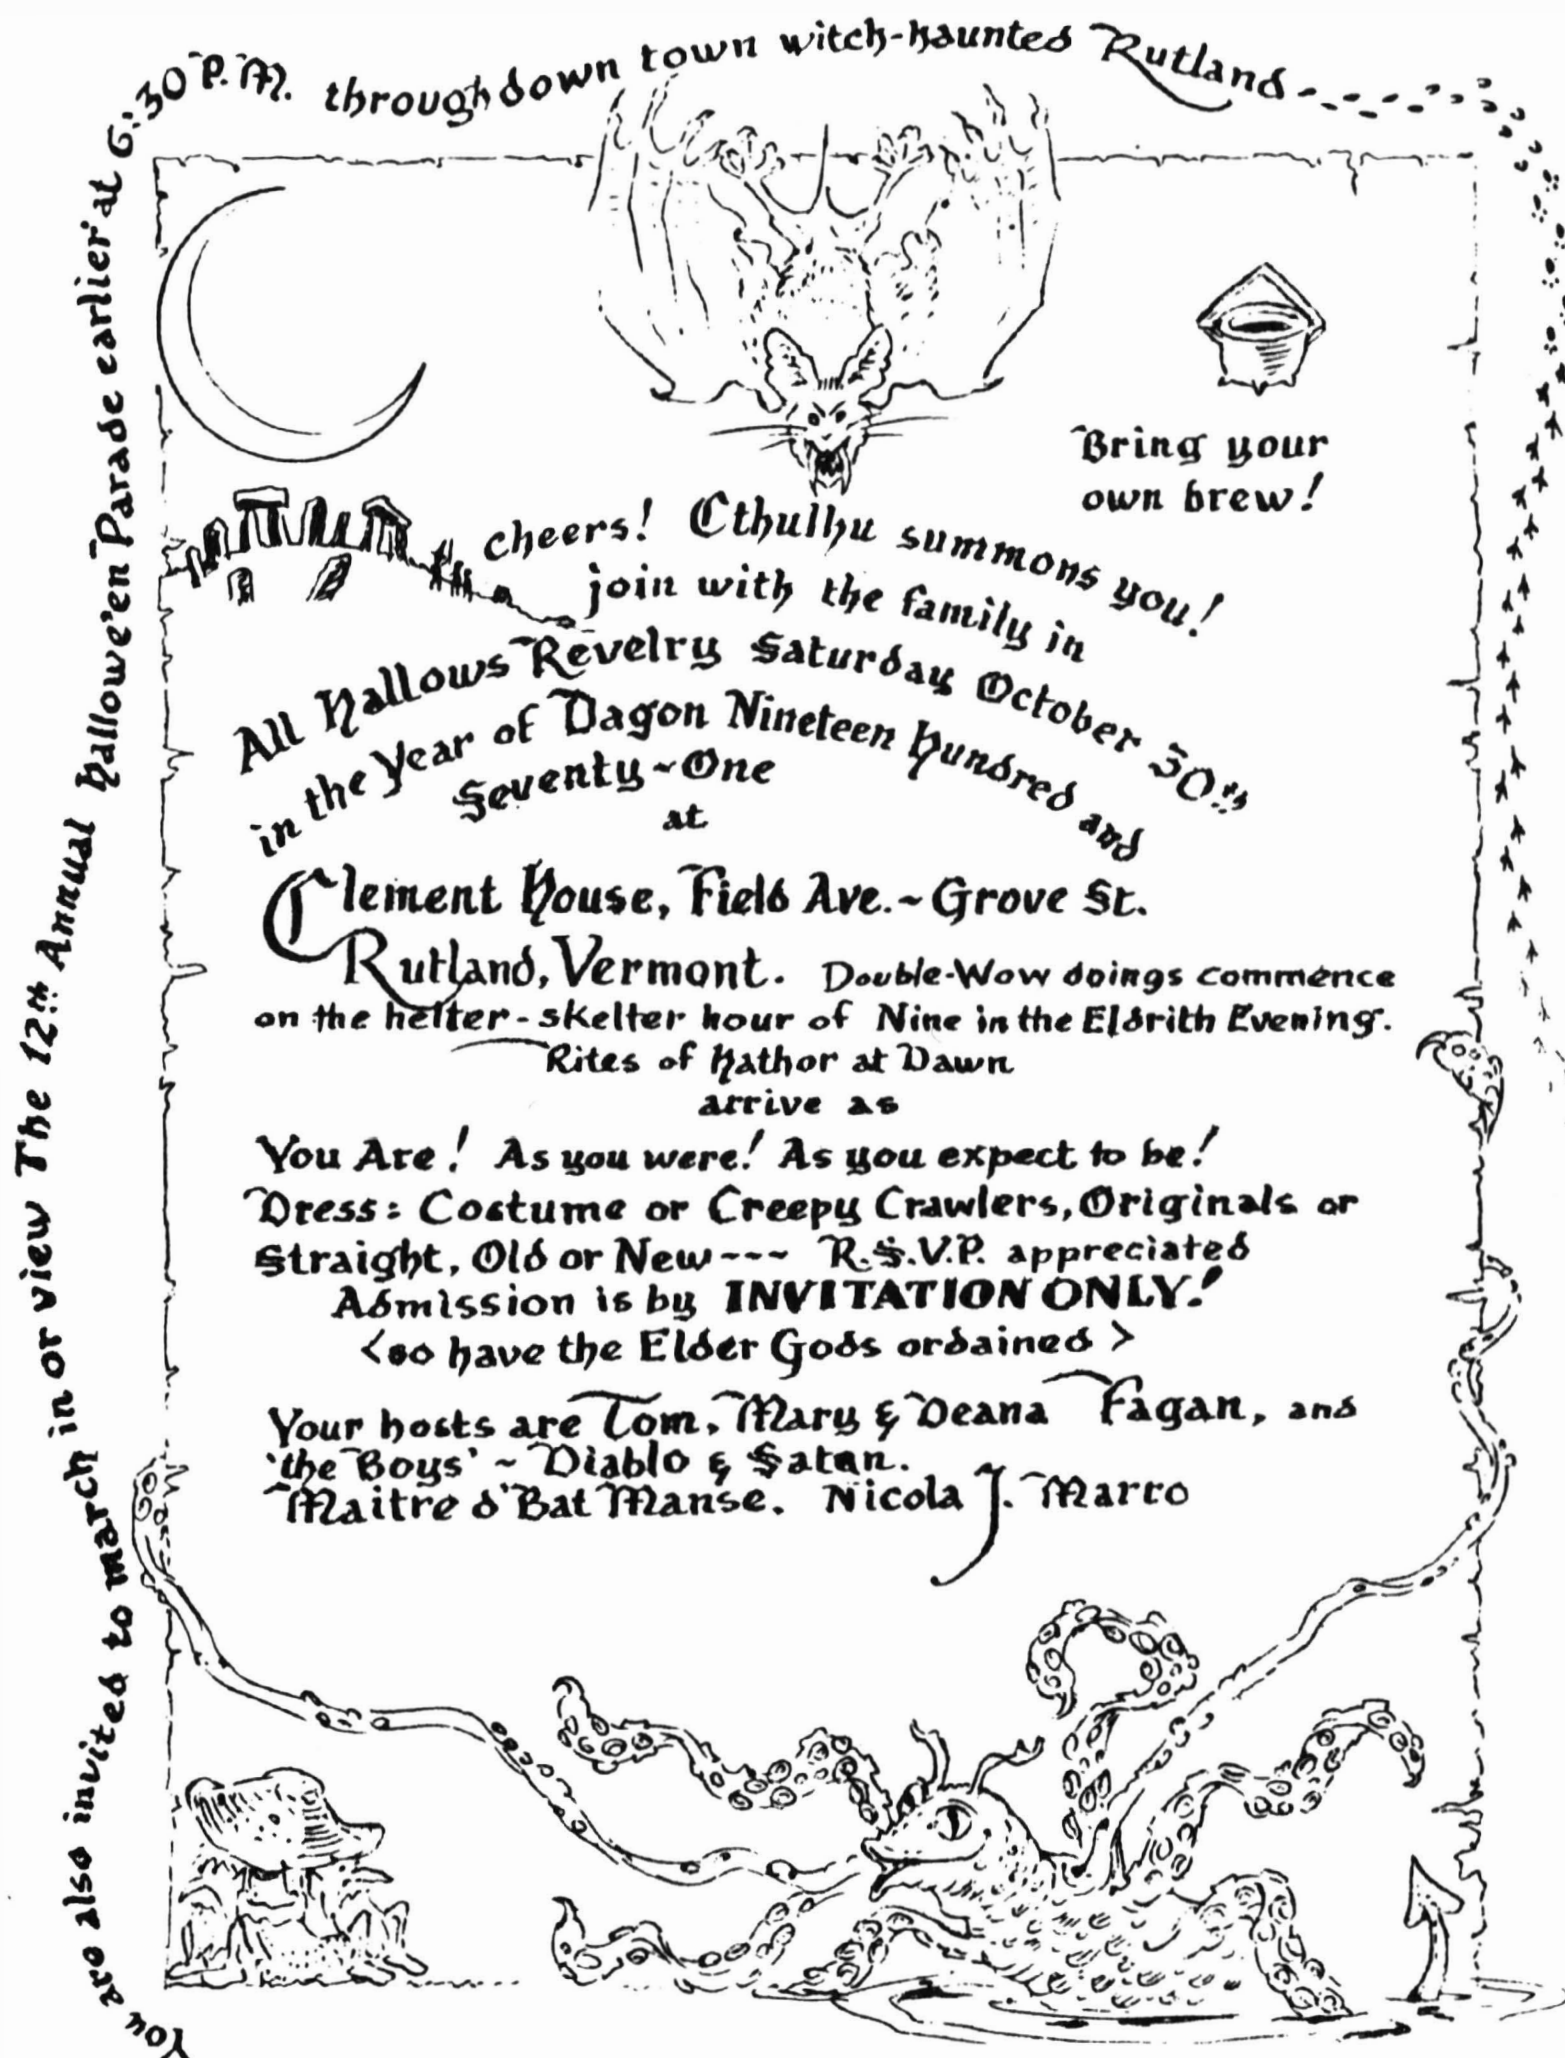 You are also invited to march in or view The 12th Annual Hallowe'en Parade earlier at 6:30 P.M. through down town witch-haunted Rutland
Bring your
own brew!
cheers! Cthulhu summons you!
join with the family in
All Hallows Revelry Saturday October 30th
in the Year of Dagon Nineteen Hundred and
Seventy~One
at
Clement House, Field Ave.~Grove St.
Rutland, Vermont. Double-Wow doings commence
on the helter-skelter hour of Nine in the Eldrith Evening.
Rites of Hathor at Dawn
arrive as
You Are! As you were! As you expect to be!
Dress: Costume or Creepy Crawlers, Originals or
Straight, Old or New--- R.S.V.P. appreciated
Admission is by INVITATION ONLY!
<so have the Elder Gods ordained>
Your hosts are Tom, Mary & Deana Fagan, and
'the Boys' ~ Diablo & Satan.
Maitre d'Bat Manse. Nicola J. Marro